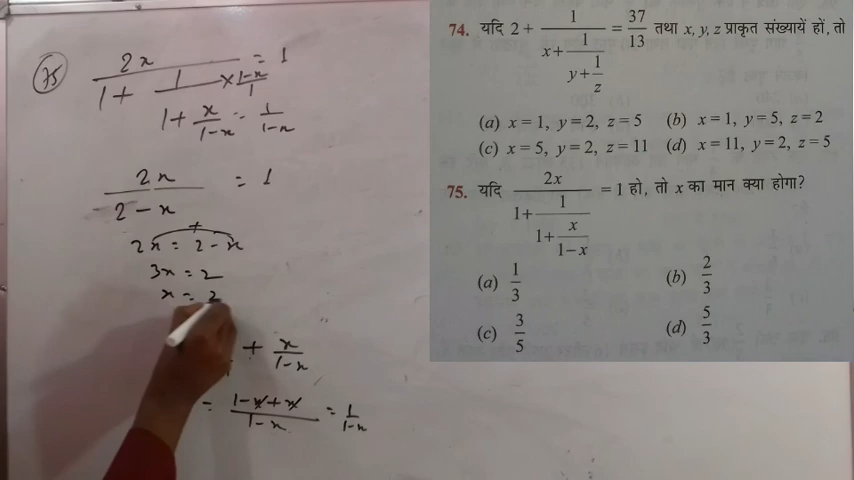 75
2x / (1 + 1 / (1 + x/(1-x) = 1/(1-x)) × (1-x)/1) = 1
2x / (2 - x) = 1
2x = 2 - x
+
3x = 2
x = 2
+ x/(1-x)
= (1-x+x)/(1-x) = 1/(1-x)
74. यदि 2 + 1/(x + 1/(y + 1/z)) = 37/13 तथा x, y, z प्राकृत संख्यायें हों, तो
(a) x = 1, y = 2, z = 5 (b) x = 1, y = 5, z = 2
(c) x = 5, y = 2, z = 11 (d) x = 11, y = 2, z = 5
75. यदि 2x/(1 + 1/(1 + x/(1-x))) = 1 हो, तो x का मान क्या होगा?
(a) 1/3 (b) 2/3
(c) 3/5 (d) 5/3